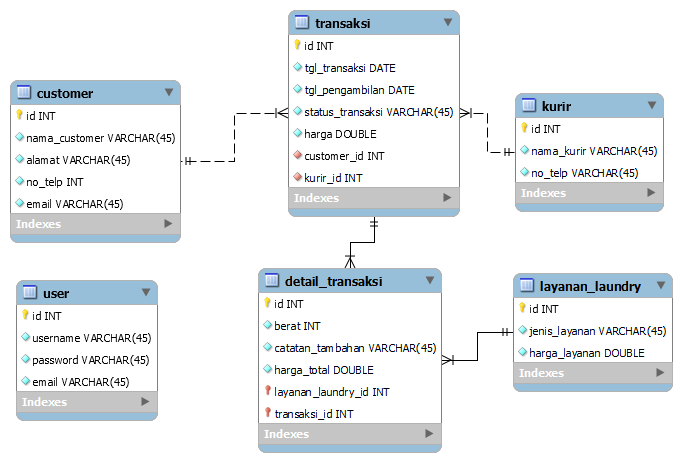 transaksi
id INT
tgl_transaksi DATE
tgl_pengambilan DATE
status_transaksi VARCHAR(45)
harga DOUBLE
customer_id INT
kurir_id INT
Indexes
customer
id INT
nama_customer VARCHAR(45)
alamat VARCHAR(45)
no_telp INT
email VARCHAR(45)
Indexes
kurir
id INT
nama_kurir VARCHAR(45)
no_telp VARCHAR(45)
Indexes
user
id INT
username VARCHAR(45)
password VARCHAR(45)
email VARCHAR(45)
Indexes
detail_transaksi
id INT
berat INT
catatan_tambahan VARCHAR(45)
harga_total DOUBLE
layanan_laundry_id INT
transaksi_id INT
Indexes
layanan_laundry
id INT
jenis_layanan VARCHAR(45)
harga_layanan DOUBLE
Indexes